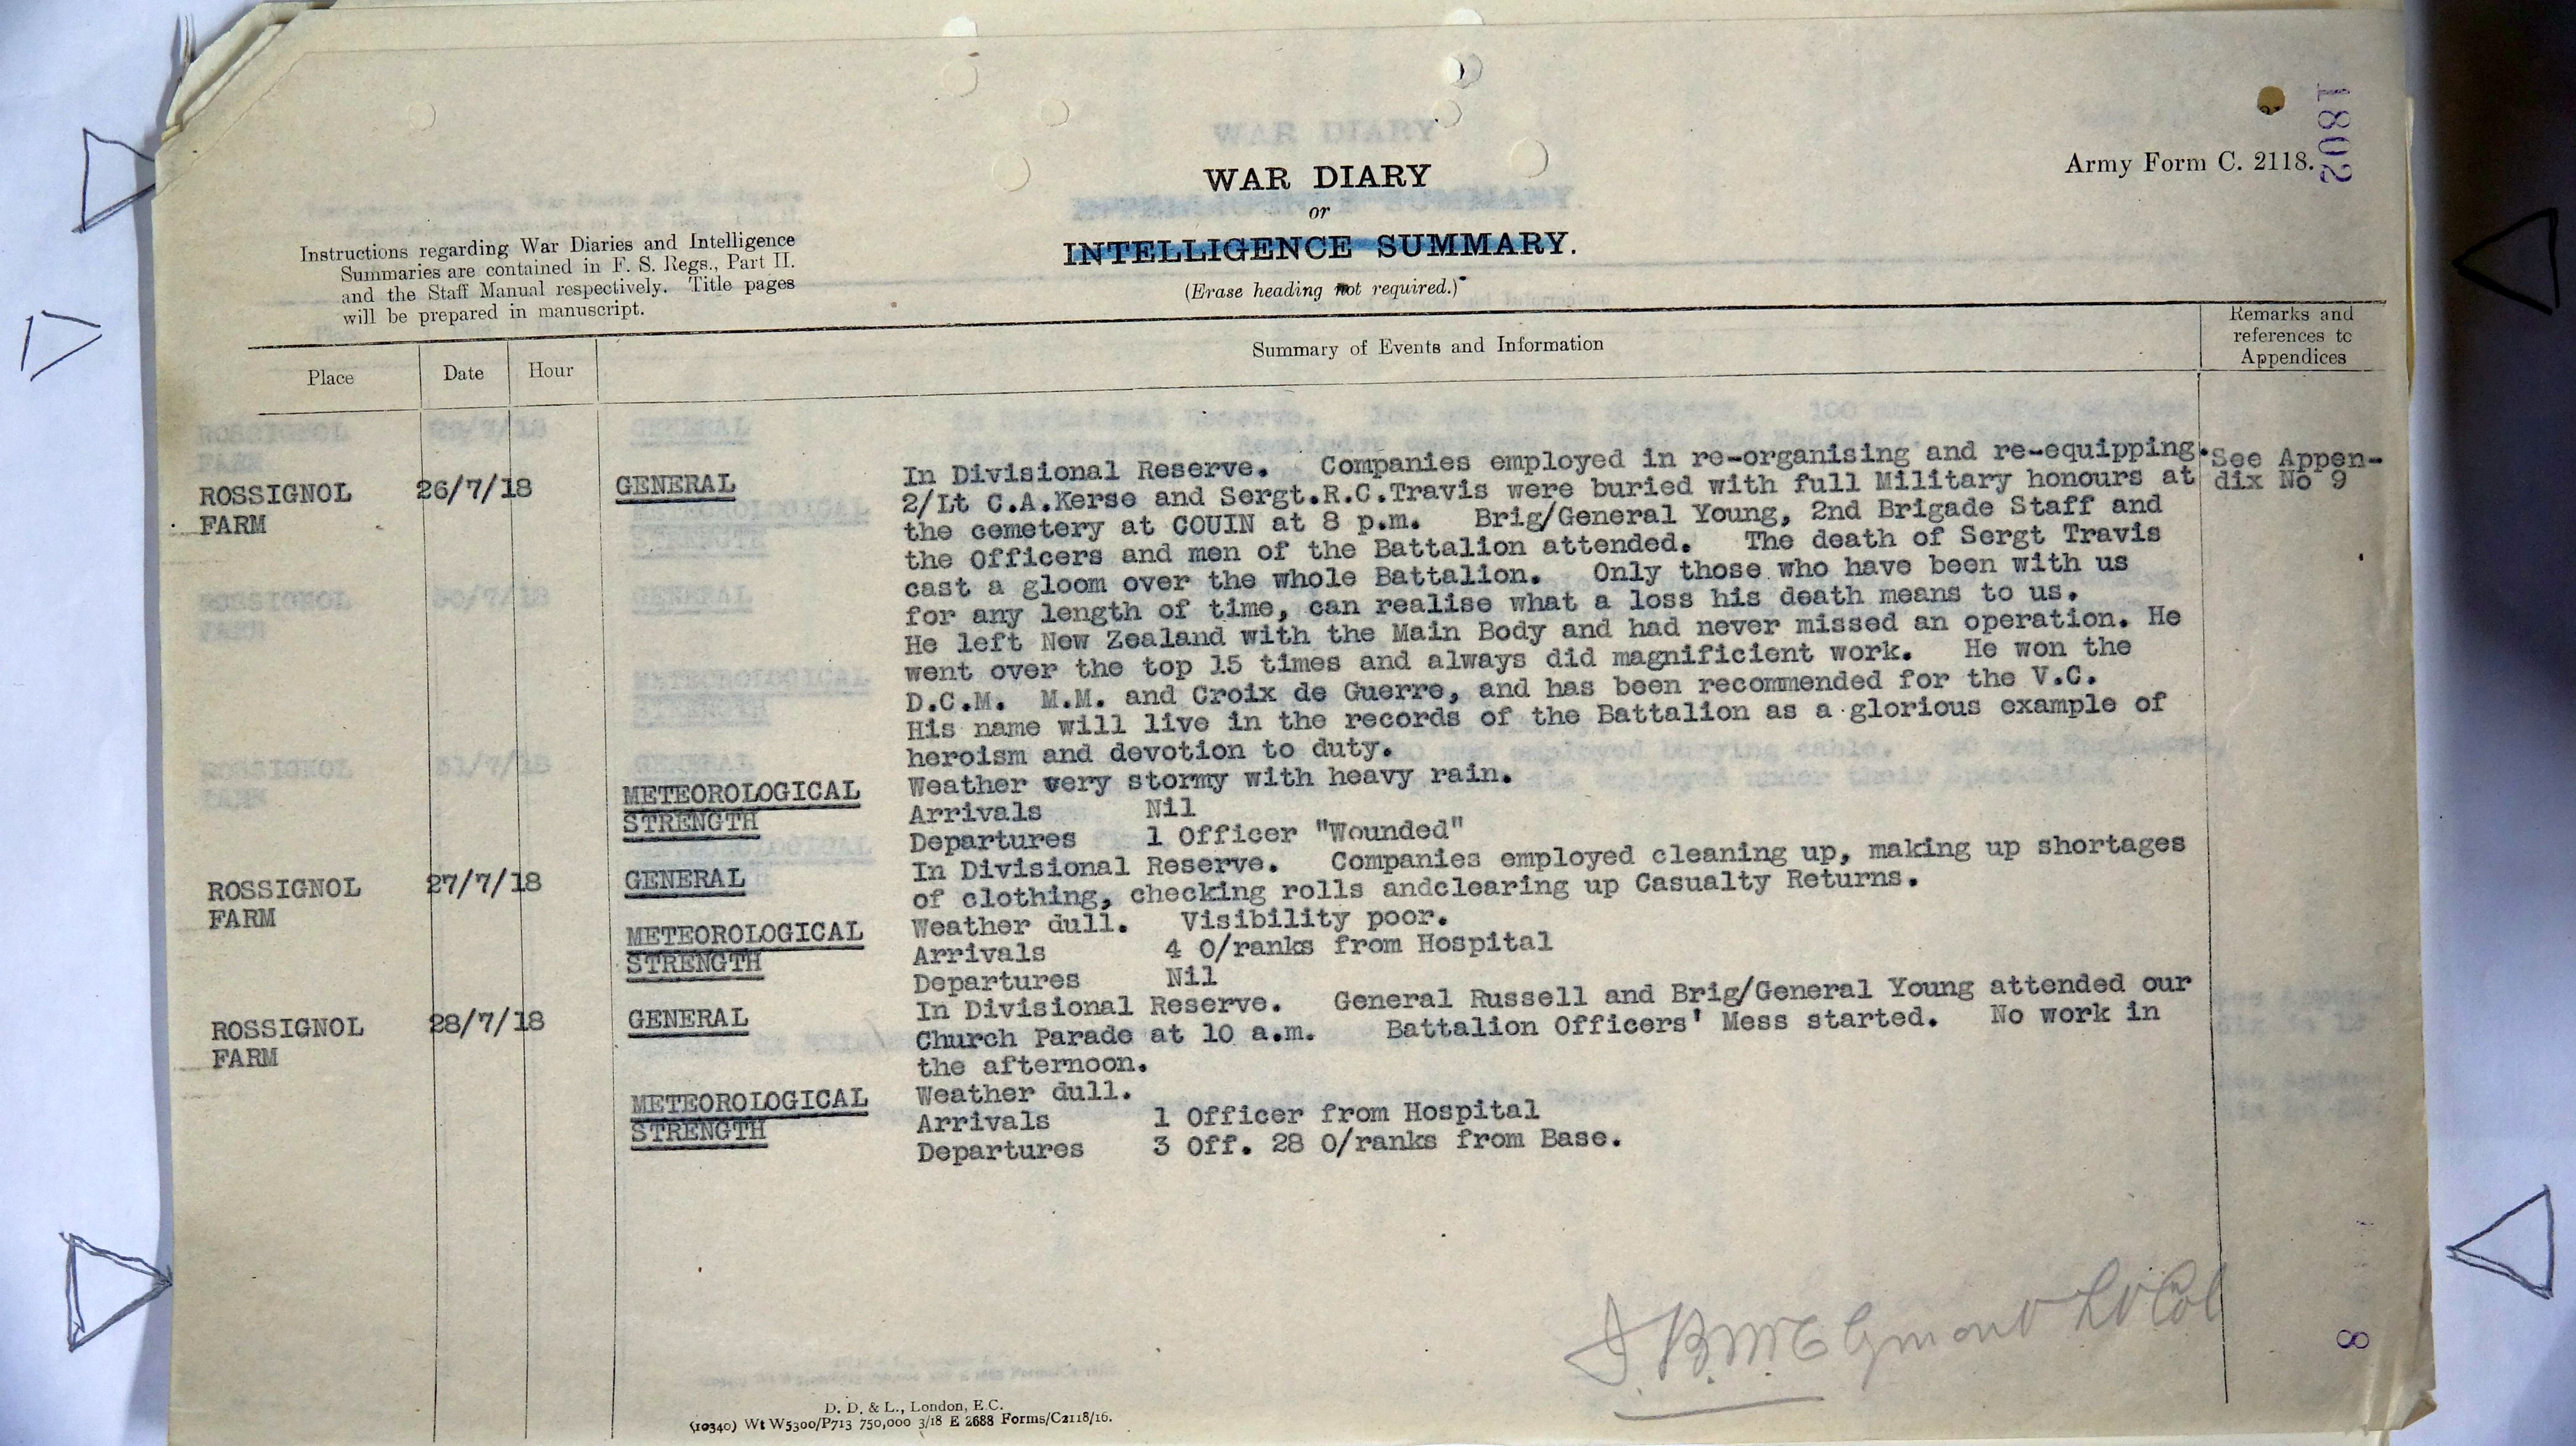 1802
Army Form C. 2118.
WAR DIARY
or
INTELLIGENCE SUMMARY.
(Erase heading not required.)
Instructions regarding War Diaries and Intelligence
Summaries are contained in F. S. Regs., Part II.
and the Staff Manual respectively. Title pages
will be prepared in manuscript.
Place Date Hour Summary of Events and Information Remarks and
references to
Appendices
ROSSIGNOL FARM 26/7/18 GENERAL In Divisional Reserve. Companies employed in re-organising and re-equipping. See Appen-
2/Lt C.A.Kerse and Sergt.R.C.Travis were buried with full Military honours at dix No 9
the cemetery at COUIN at 8 p.m. Brig/General Young, 2nd Brigade Staff and
the Officers and men of the Battalion attended. The death of Sergt Travis
cast a gloom over the whole Battalion. Only those who have been with us
for any length of time, can realise what a loss his death means to us.
He left New Zealand with the Main Body and had never missed an operation. He
went over the top 15 times and always did magnificient work. He won the
D.C.M. M.M. and Croix de Guerre, and has been recommended for the V.C.
His name will live in the records of the Battalion as a glorious example of
heroism and devotion to duty.
METEOROLOGICAL Weather very stormy with heavy rain.
STRENGTH Arrivals Nil
Departures 1 Officer "Wounded"
ROSSIGNOL FARM 27/7/18 GENERAL In Divisional Reserve. Companies employed cleaning up, making up shortages
of clothing, checking rolls andclearing up Casualty Returns.
METEOROLOGICAL Weather dull. Visibility poor.
STRENGTH Arrivals 4 O/ranks from Hospital
Departures Nil
ROSSIGNOL FARM 28/7/18 GENERAL In Divisional Reserve. General Russell and Brig/General Young attended our
Church Parade at 10 a.m. Battalion Officers' Mess started. No work in
the afternoon.
METEOROLOGICAL Weather dull.
STRENGTH Arrivals 1 Officer from Hospital
Departures 3 Off. 28 O/ranks from Base.
8
D. D. & L., London, E.C.
(10340) Wt W5300/P713 750,000 3/18 E 2688 Forms/C2118/16.